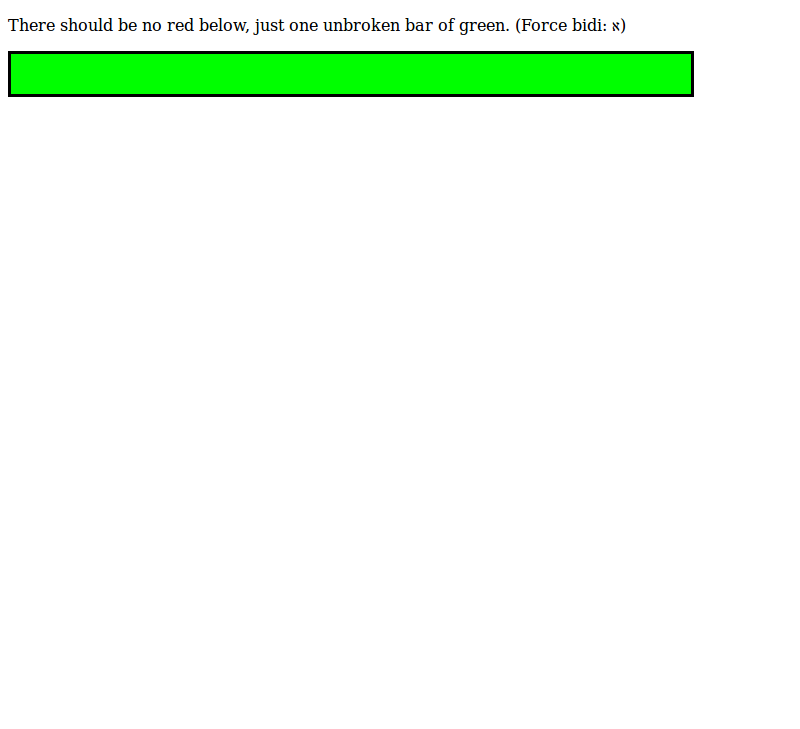 There should be no red below, just one unbroken bar of green. (Force bidi: א)